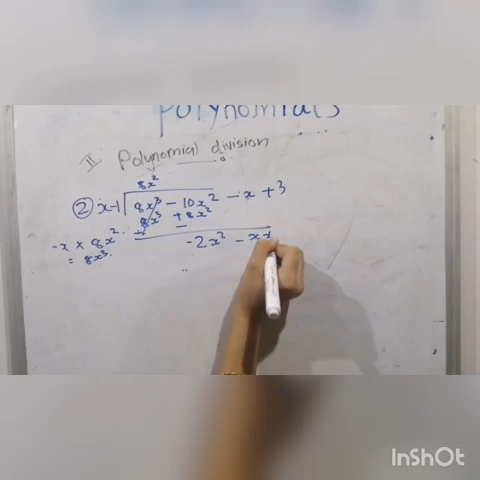 Polynomials
II Polynomial division
8x²
② x-1 | 8x³ - 10x² - x + 3
8x³ + 8x²
- x × 8x²
-
= 8x³
-2x² - x +
InShOt